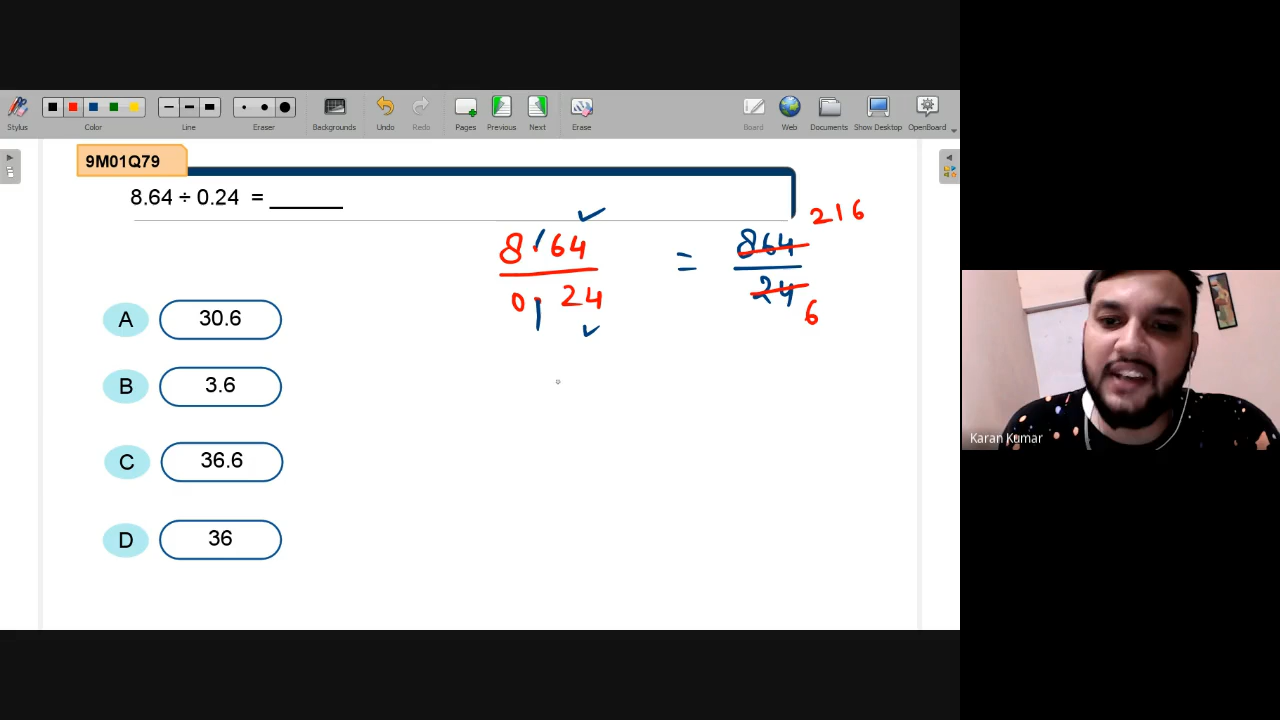 Stylus
Color
Line
Eraser
Backgrounds
Undo
Redo
Pages
Previous
Next
Erase
Board
Web
Documents
Show Desktop
OpenBoard
9M01Q79
8.64 ÷ 0.24 = ______
8.64
0.24
=
864
24
216
6
A 30.6
B 3.6
C 36.6
D 36
Karan Kumar